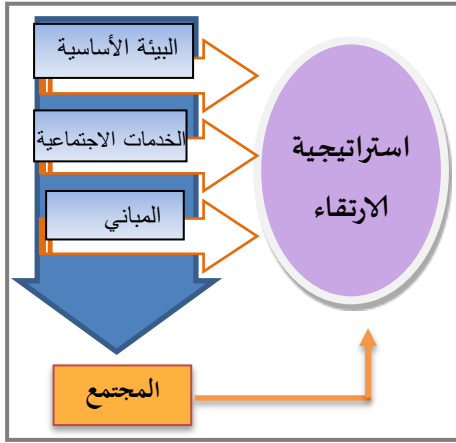 البيئة الأساسية
الخدمات الاجتماعية
المباني
استراتيجية
الارتقاء
المجتمع